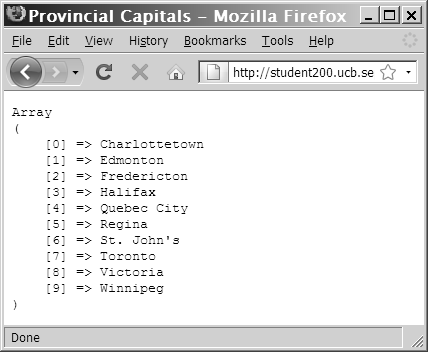 Provincial Capitals - Mozilla Firefox
File Edit View History Bookmarks Tools Help
http://student200.ucb.se
Array
(
[0] => Charlottetown
[1] => Edmonton
[2] => Fredericton
[3] => Halifax
[4] => Quebec City
[5] => Regina
[6] => St. John's
[7] => Toronto
[8] => Victoria
[9] => Winnipeg
)
Done